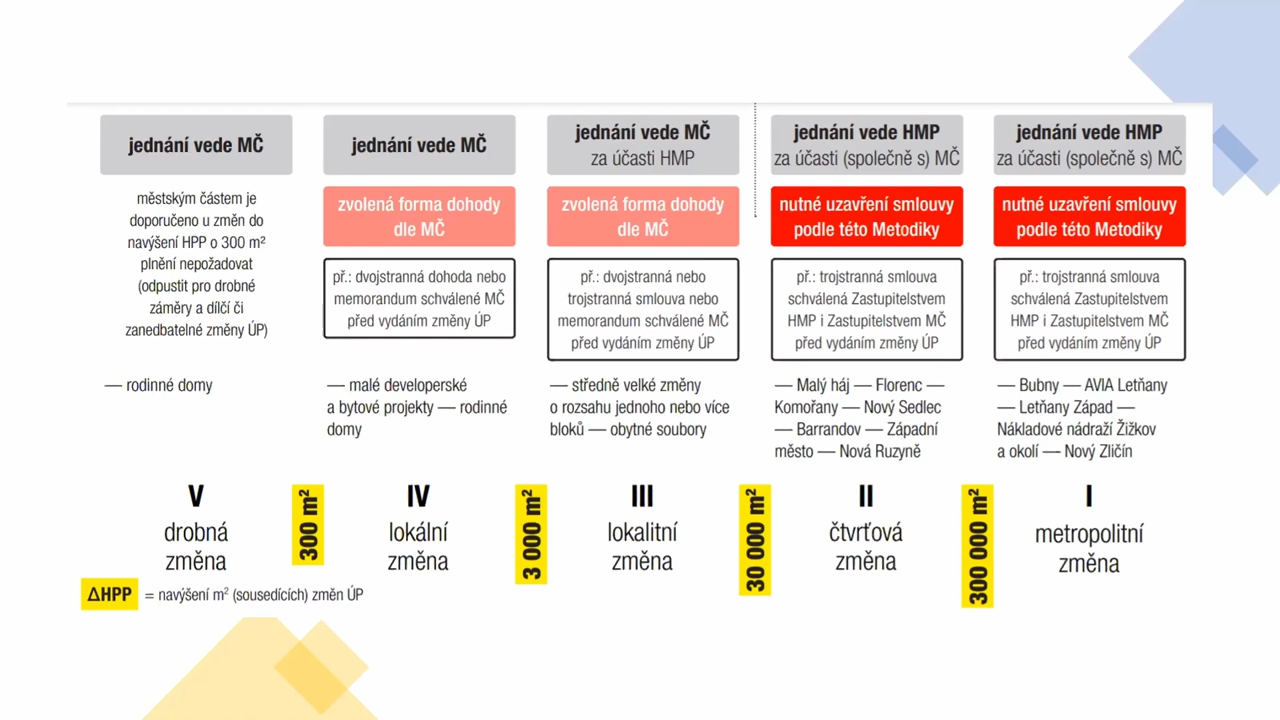 jednání vede MČ
městským částem je
doporučeno u změn do
navýšení HPP o 300 m²
plnění nepožadovat
(odpustit pro drobné
záměry a dílčí či
zanedbatelné změny ÚP)
— rodinné domy
V
drobná
změna
300 m²
jednání vede MČ
zvolená forma dohody
dle MČ
př.: dvojstranná dohoda nebo
memorandum schválené MČ
před vydáním změny ÚP
— malé developerské
a bytové projekty — rodinné
domy
IV
lokální
změna
3 000 m²
jednání vede MČ
za účasti HMP
zvolená forma dohody
dle MČ
př.: dvojstranná nebo
trojstranná smlouva nebo
memorandum schválené MČ
před vydáním změny ÚP
— středně velké změny
o rozsahu jednoho nebo více
bloků — obytné soubory
III
lokalitní
změna
30 000 m²
jednání vede HMP
za účasti (společně s) MČ
nutné uzavření smlouvy
podle této Metodiky
př.: trojstranná smlouva
schválená Zastupitelstvem
HMP i Zastupitelstvem MČ
před vydáním změny ÚP
— Malý háj — Florenc —
Komořany — Nový Sedlec
— Barrandov — Západní
město — Nová Ruzyně
II
čtvrťová
změna
300 000 m²
jednání vede HMP
za účasti (společně s) MČ
nutné uzavření smlouvy
podle této Metodiky
př.: trojstranná smlouva
schválená Zastupitelstvem
HMP i Zastupitelstvem MČ
před vydáním změny ÚP
— Bubny — AVIA Letňany
— Letňany Západ —
Nákladové nádraží Žižkov
a okolí — Nový Zličín
I
metropolitní
změna
ΔHPP = navýšení m² (sousedících) změn ÚP